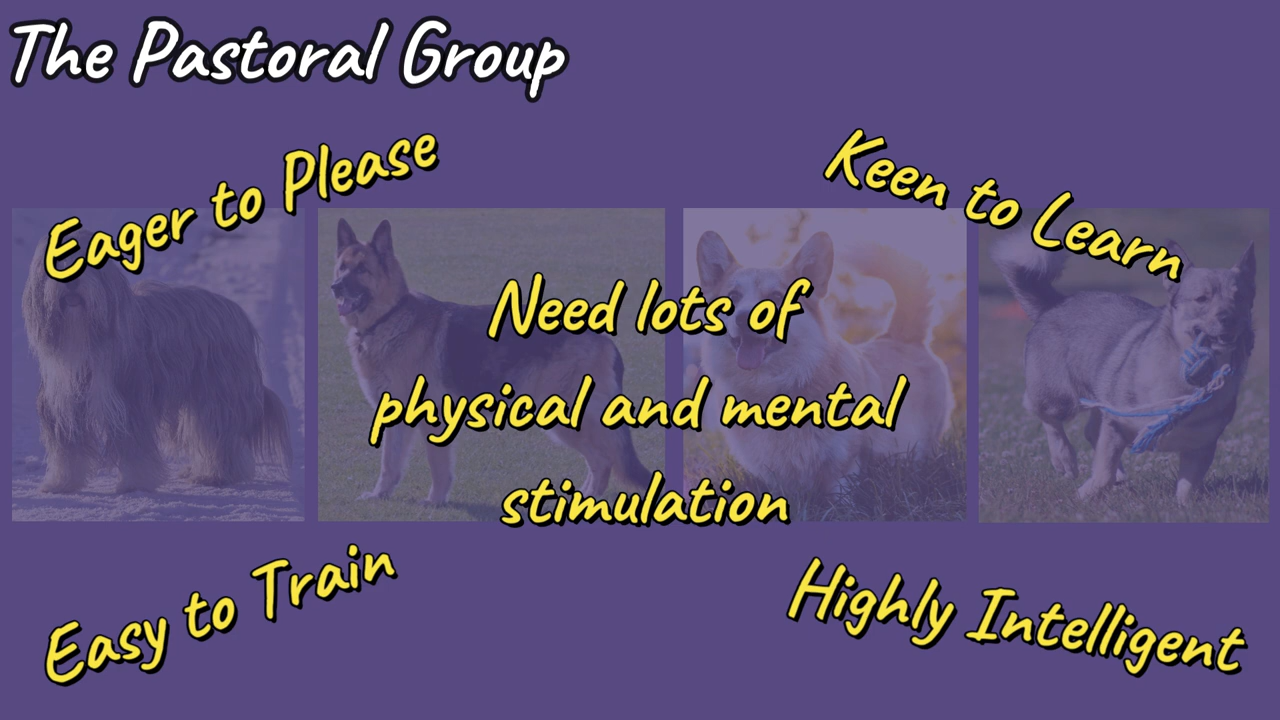 The Pastoral Group
Eager to Please
Keen to Learn
Need lots of
physical and mental
stimulation
Easy to Train
Highly Intelligent